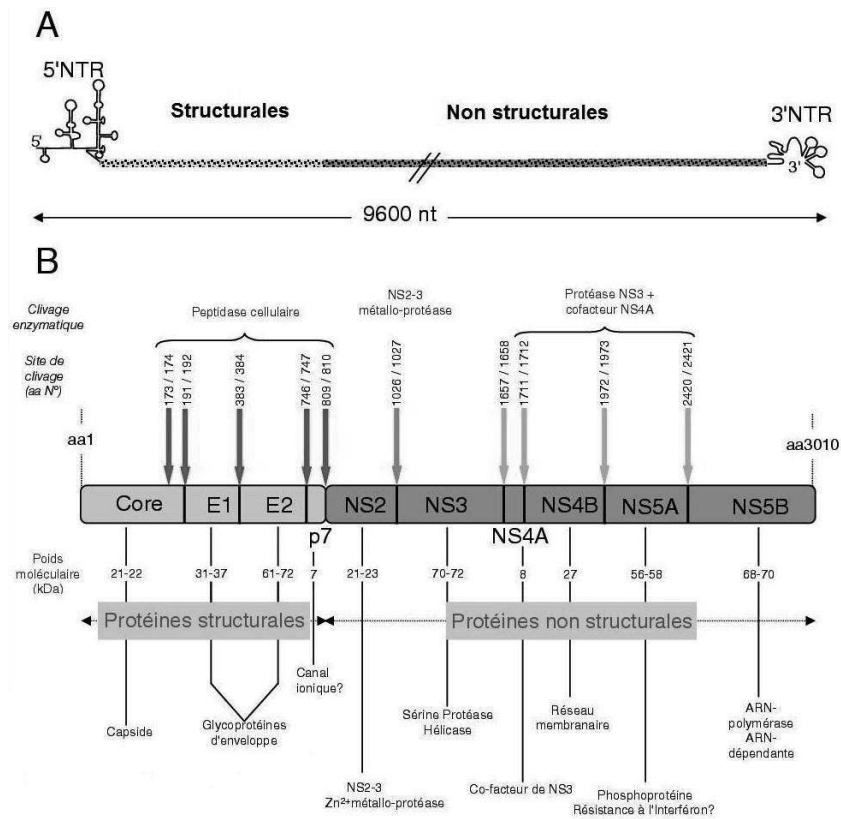 A
5'NTR
Structurales
Non structurales
3'NTR
5'
3'
9600 nt
B
Clivage
enzymatique
Peptidase cellulaire
NS2-3
métallo-protéase
Protéase NS3 +
cofacteur NS4A
Site de
clivage
(aa N°)
173 / 174
191 / 192
383 / 384
746 / 747
809 / 810
1026 / 1027
1657 / 1658
1711 / 1712
1972 / 1973
2420 / 2421
aa1
aa3010
Core
E1
E2
p7
NS2
NS3
NS4A
NS4B
NS5A
NS5B
Poids
moléculaire
(kDa)
21-22
31-37
61-72
7
21-23
70-72
8
27
56-58
68-70
Protéines structurales
Protéines non structurales
Capside
Glycoprotéines
d'enveloppe
Canal
ionique?
NS2-3
Zn²+métallo-protéase
Sérine Protéase
Hélicase
Co-facteur de NS3
Réseau
membranaire
Phosphoprotéine
Résistance à l'Interféron?
ARN-
polymérase
ARN-
dépendante